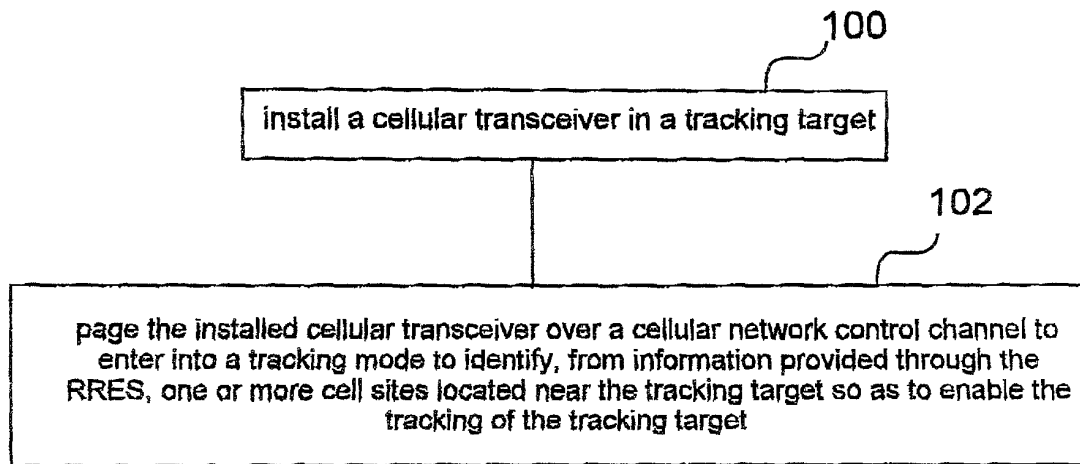 100
install a cellular transceiver in a tracking target
102
page the installed cellular transceiver over a cellular network control channel to
enter into a tracking mode to identify, from information provided through the
RRES, one or more cell sites located near the tracking target so as to enable the
tracking of the tracking target